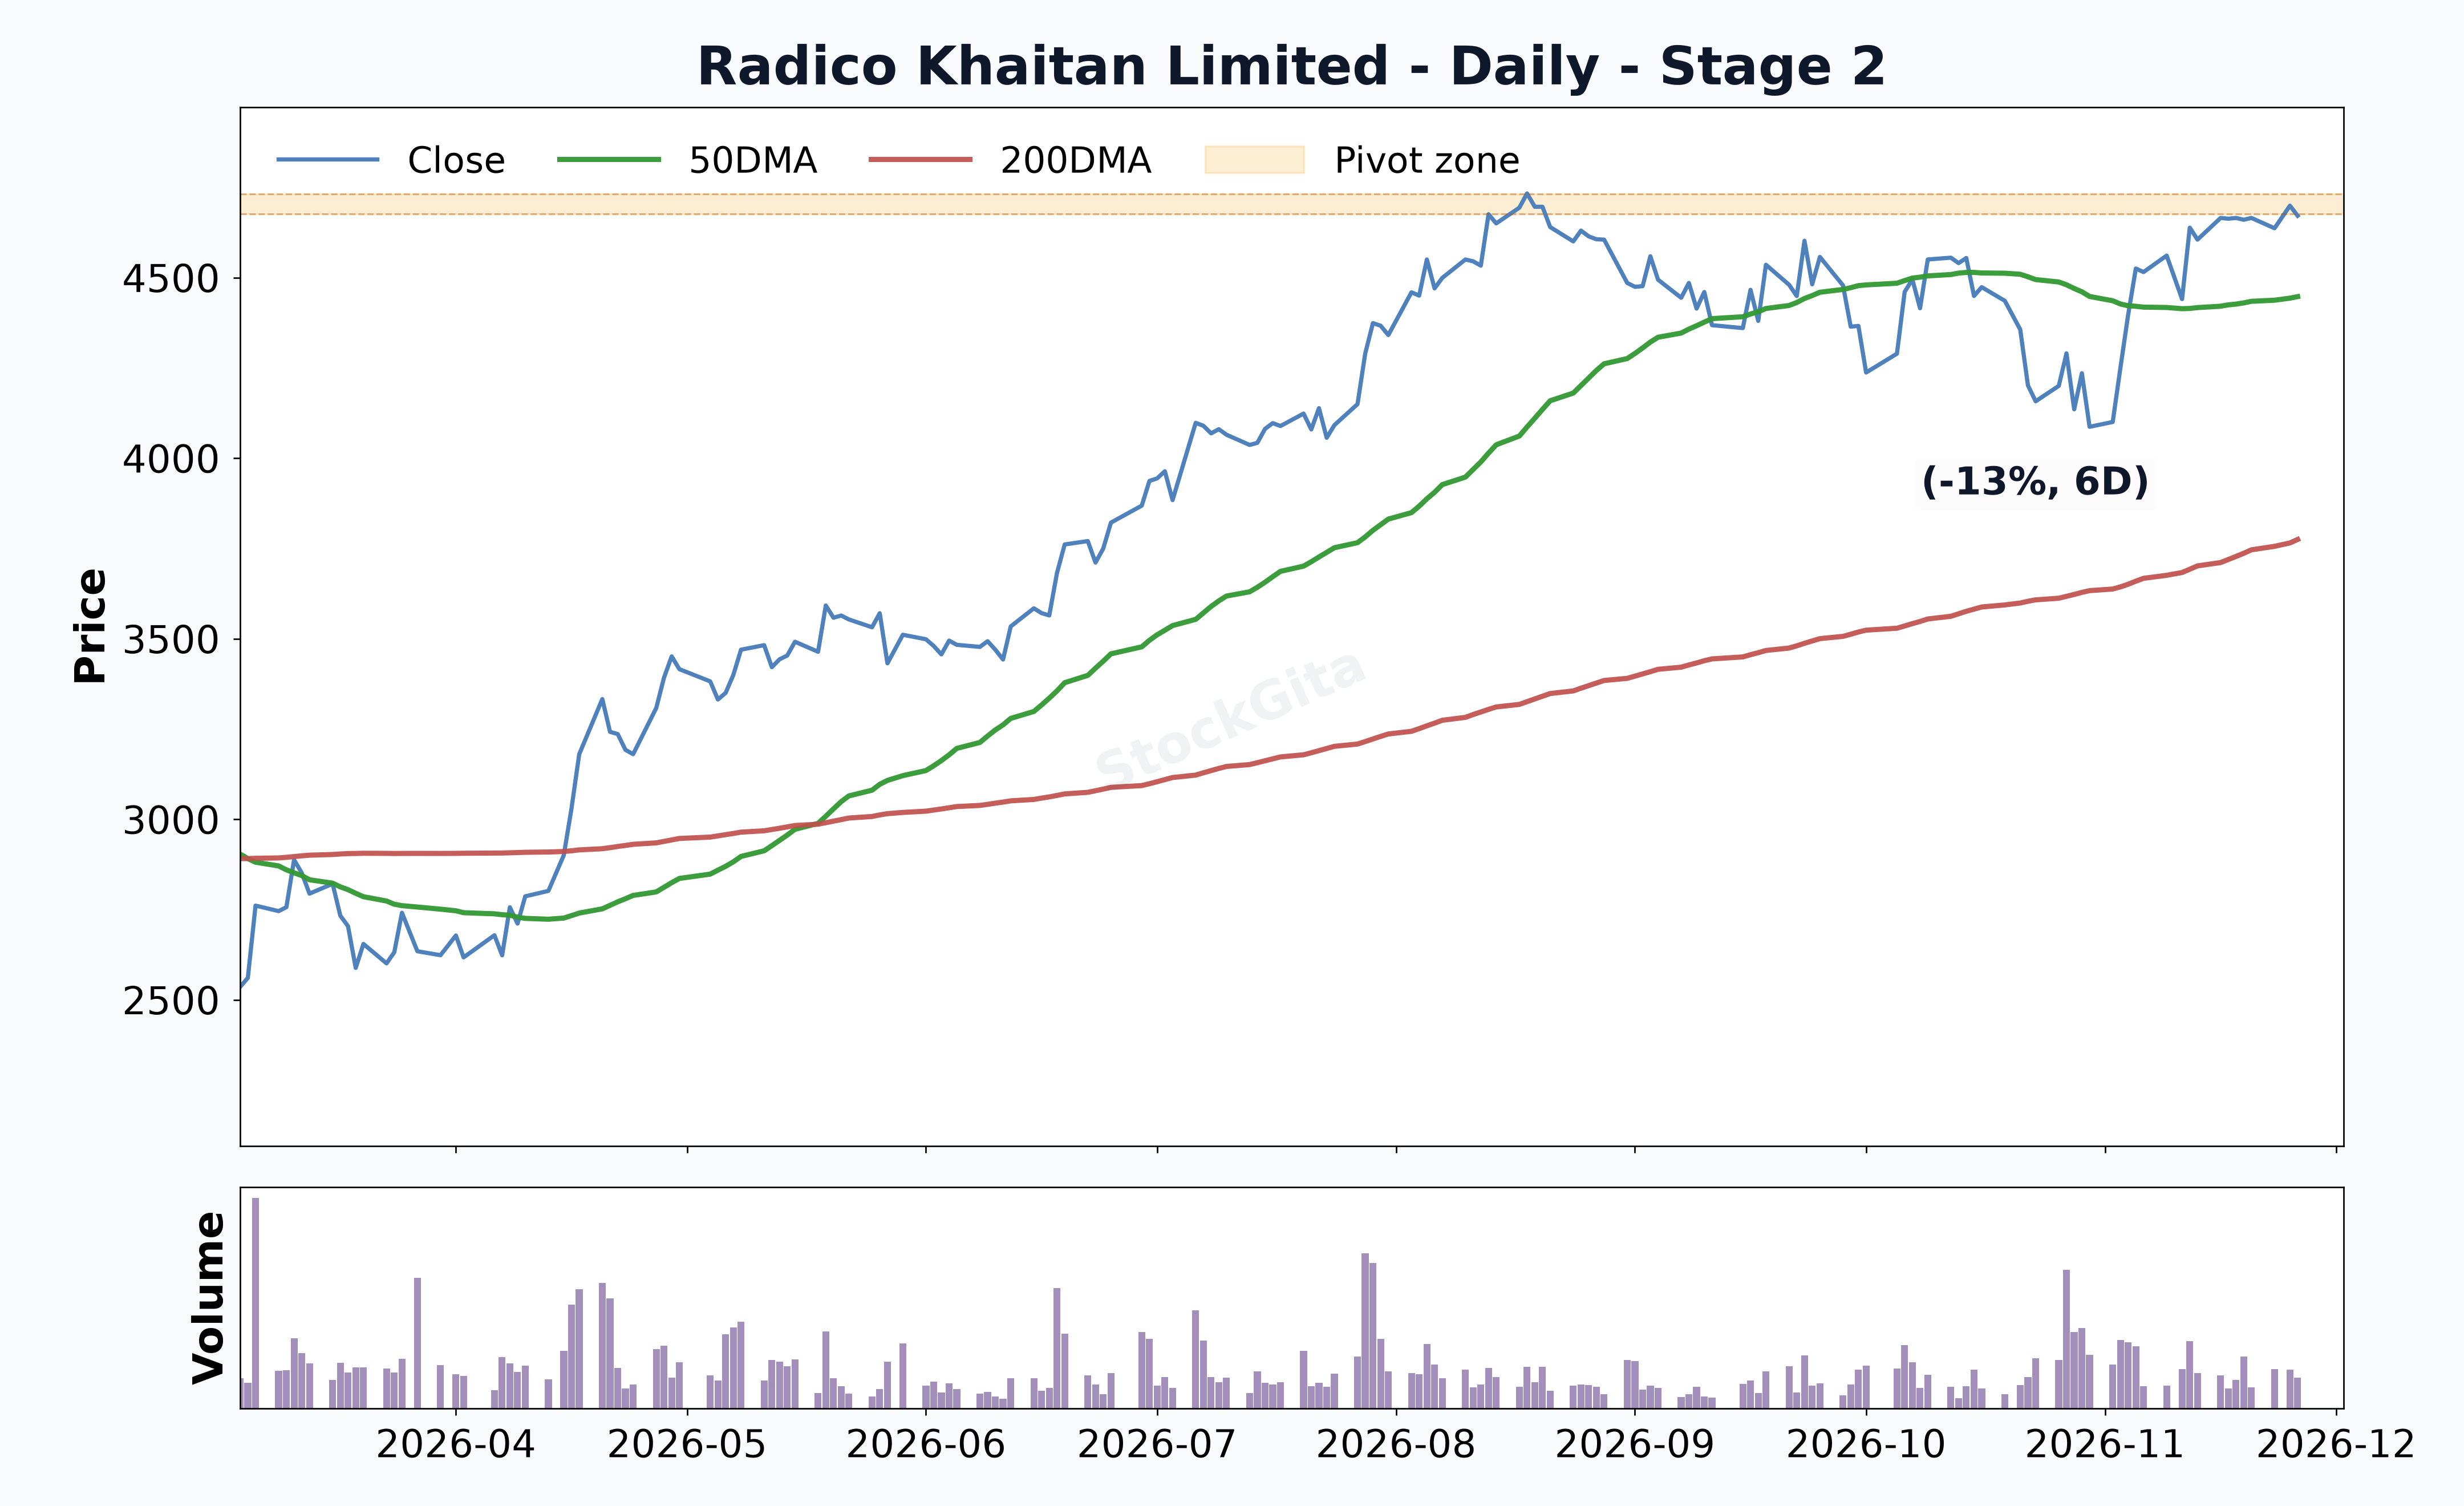 Radico Khaitan Limited - Daily - Stage 2
Close 50DMA 200DMA Pivot zone
4500
4000
(-13%, 6D)
3500
3000
2500
Price
StockGita
Volume
2026-04 2026-05 2026-06 2026-07 2026-08 2026-09 2026-10 2026-11 2026-12